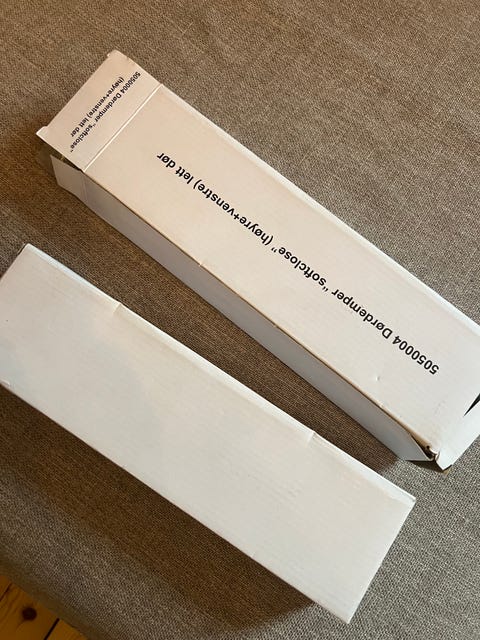 5050004 Dørdemper "softclose"
(høyre+venstre) lett dør
5050004 Dørdemper "softclose" (høyre+venstre) lett dør